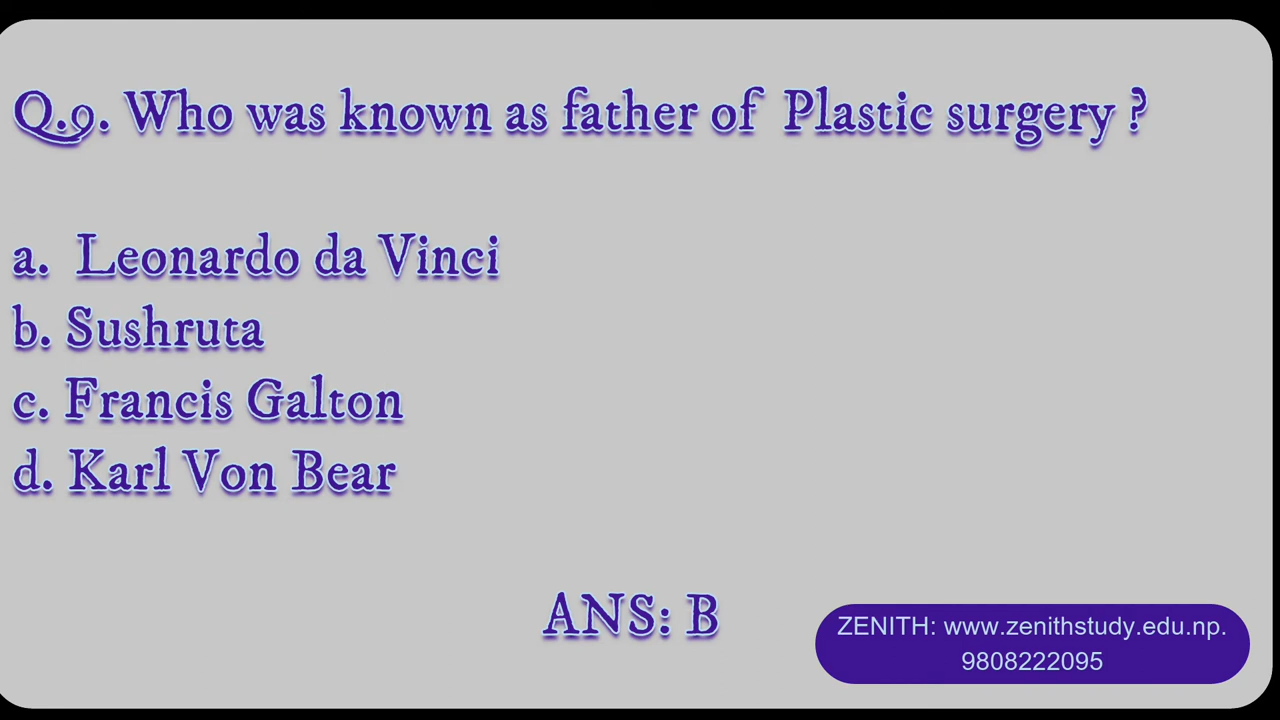 Q.9. Who was known as father of Plastic surgery ?
a. Leonardo da Vinci
b. Sushruta
c. Francis Galton
d. Karl Von Bear
ANS: B
ZENITH: www.zenithstudy.edu.np.
9808222095